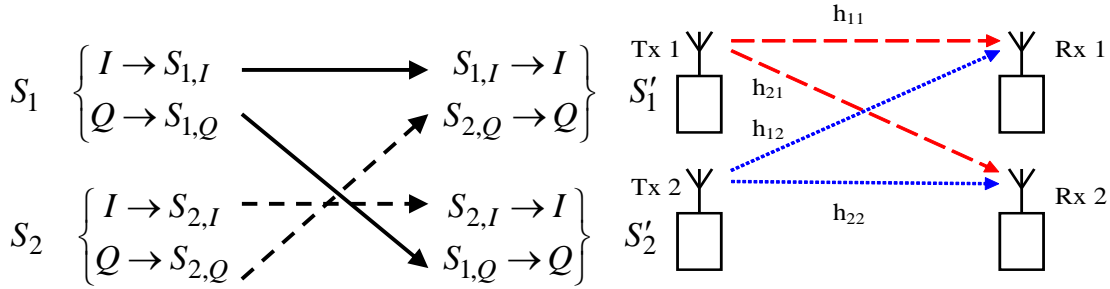 S₁ { I → S₁,I S₁,I → I } S′₁
Q → S₁,Q S₂,Q → Q
S₂ { I → S₂,I S₂,I → I } S′₂
Q → S₂,Q S₁,Q → Q
h₁₁
Tx 1 Rx 1
h₂₁
h₁₂
Tx 2 Rx 2
h₂₂